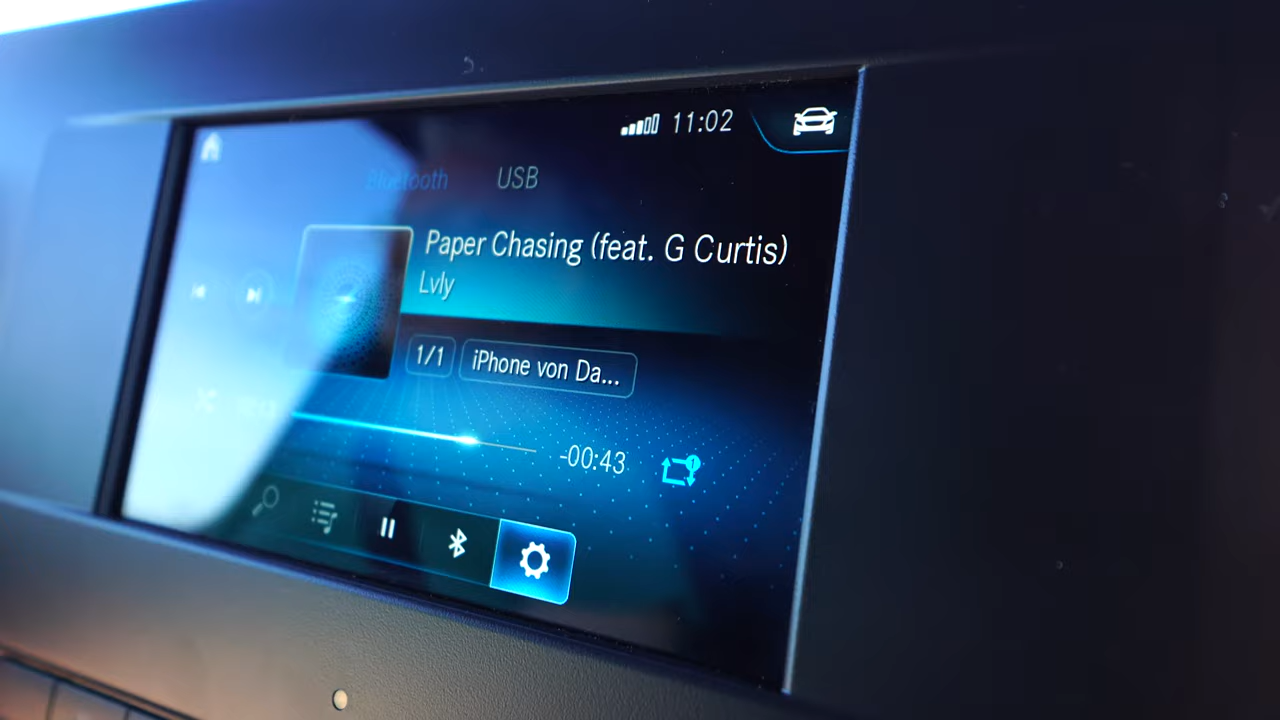 11:02
Bluetooth USB
Paper Chasing (feat. G Curtis)
Lvly
1/1 iPhone von Da...
-00:43